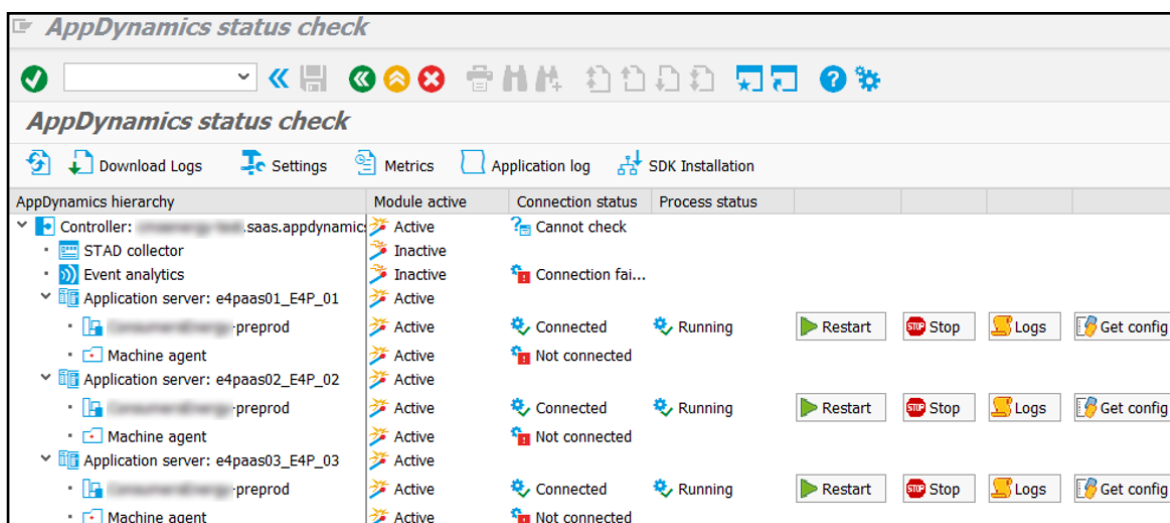 AppDynamics status check
AppDynamics status check
Download Logs Settings Metrics Application log SDK Installation
AppDynamics hierarchy Module active Connection status Process status
Controller: .saas.appdynamic: Active Cannot check
STAD collector Inactive
Event analytics Inactive Connection fai...
Application server: e4paas01_E4P_01 Active
-preprod Active Connected Running Restart STOP Stop Logs Get config
Machine agent Active Not connected
Application server: e4paas02_E4P_02 Active
-preprod Active Connected Running Restart STOP Stop Logs Get config
Machine agent Active Not connected
Application server: e4paas03_E4P_03 Active
-preprod Active Connected Running Restart STOP Stop Logs Get config
Machine agent Active Not connected